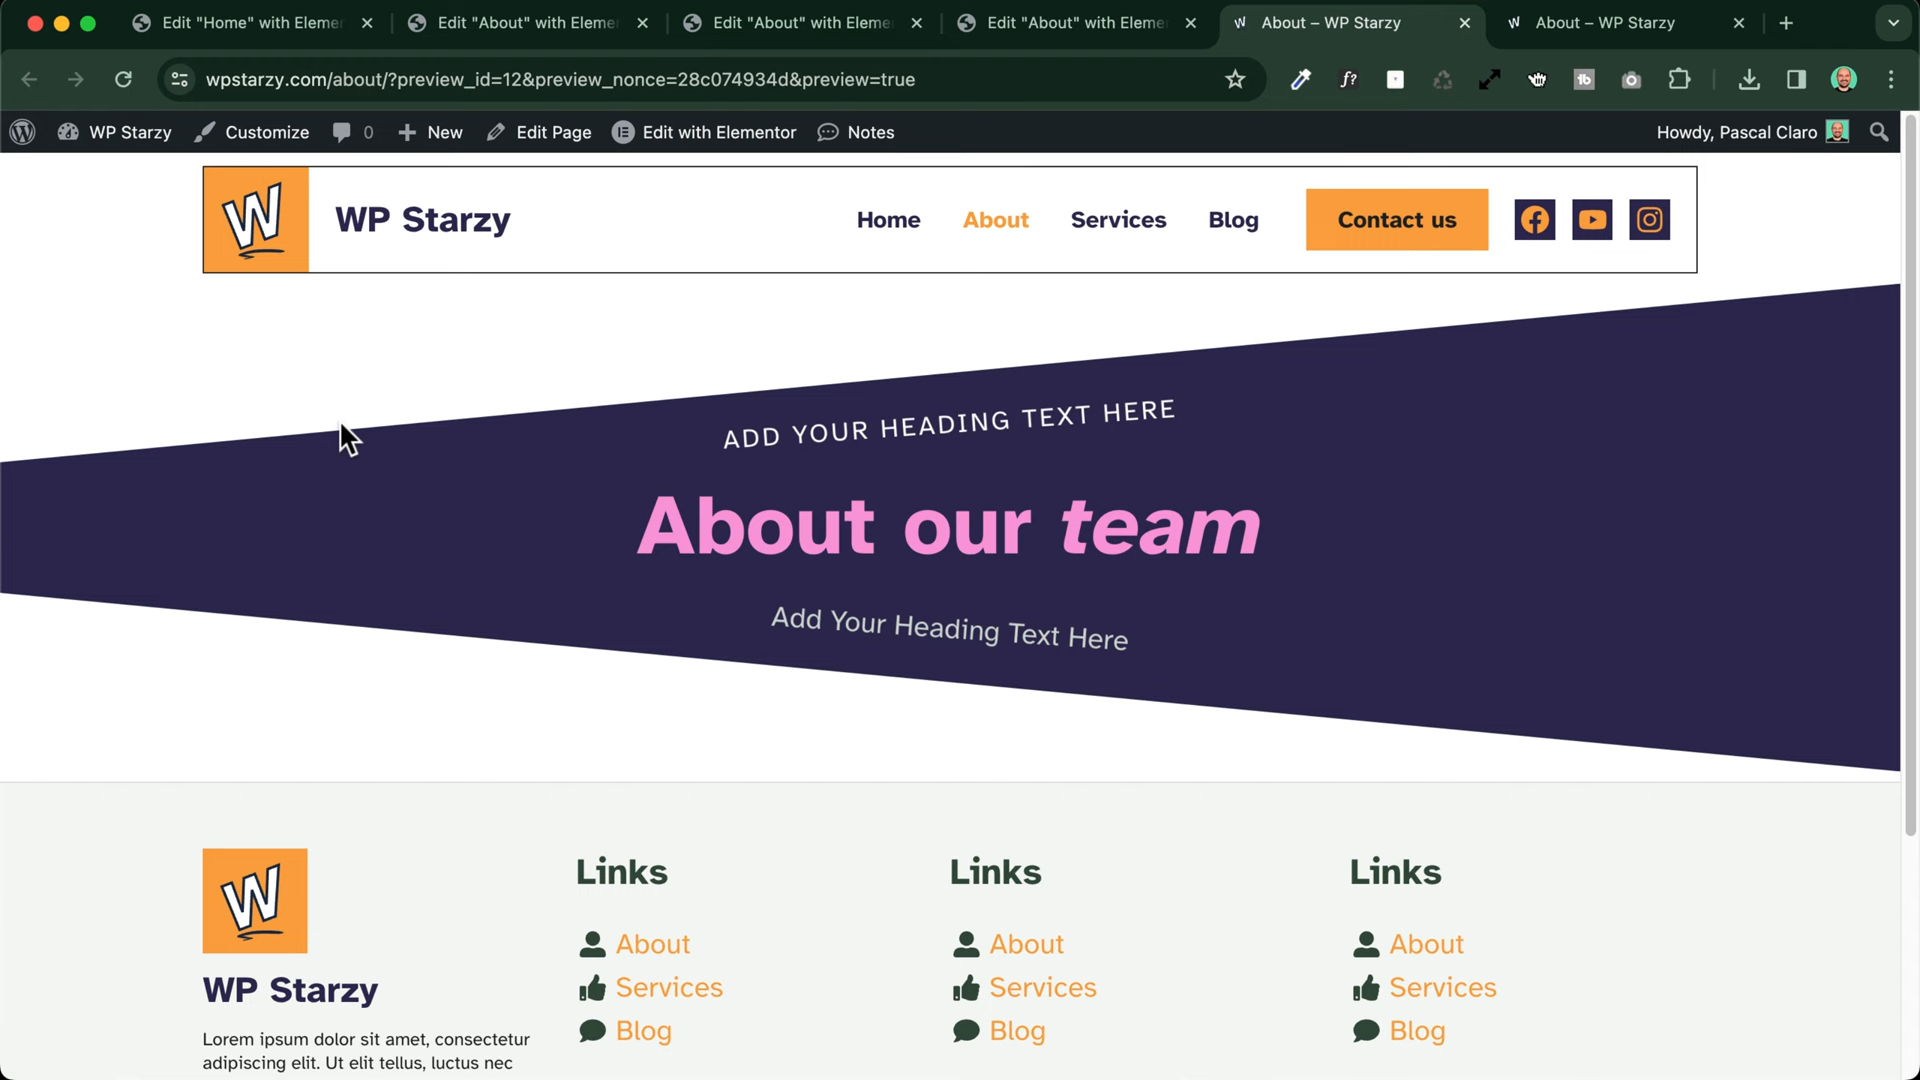 Edit "Home" with Elemen
Edit "About" with Eleme
Edit "About" with Eleme
Edit "About" with Eleme
About – WP Starzy
About – WP Starzy
wpstarzy.com/about/?preview_id=12&preview_nonce=28c074934d&preview=true
f?
tb
WP Starzy
Customize
0
New
Edit Page
Edit with Elementor
Notes
Howdy, Pascal Claro
W
WP Starzy
Home
About
Services
Blog
Contact us
ADD YOUR HEADING TEXT HERE
About our team
Add Your Heading Text Here
W
WP Starzy
Lorem ipsum dolor sit amet, consectetur
adipiscing elit. Ut elit tellus, luctus nec
Links
About
Services
Blog
Links
About
Services
Blog
Links
About
Services
Blog